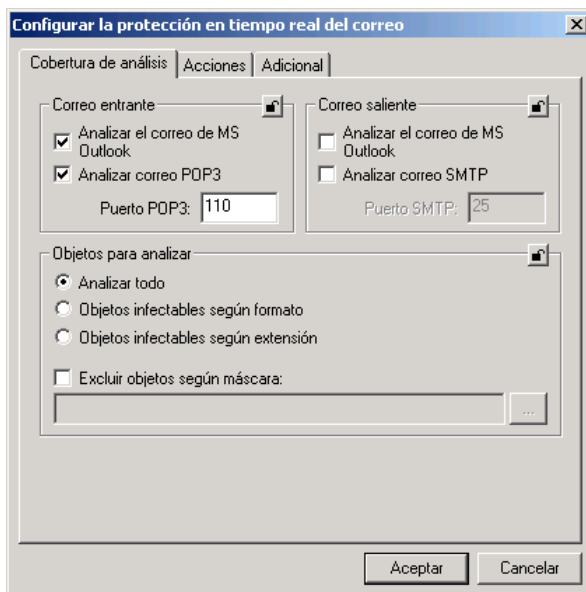 Configurar la protección en tiempo real del correo
Cobertura de análisis Acciones Adicional
Correo entrante
Analizar el correo de MS
Outlook
Analizar correo POP3
Puerto POP3: 110
Correo saliente
Analizar el correo de MS
Outlook
Analizar correo SMTP
Puerto SMTP: 25
Objetos para analizar
Analizar todo
Objetos infectables según formato
Objetos infectables según extensión
Excluir objetos según máscara:
...
Aceptar Cancelar